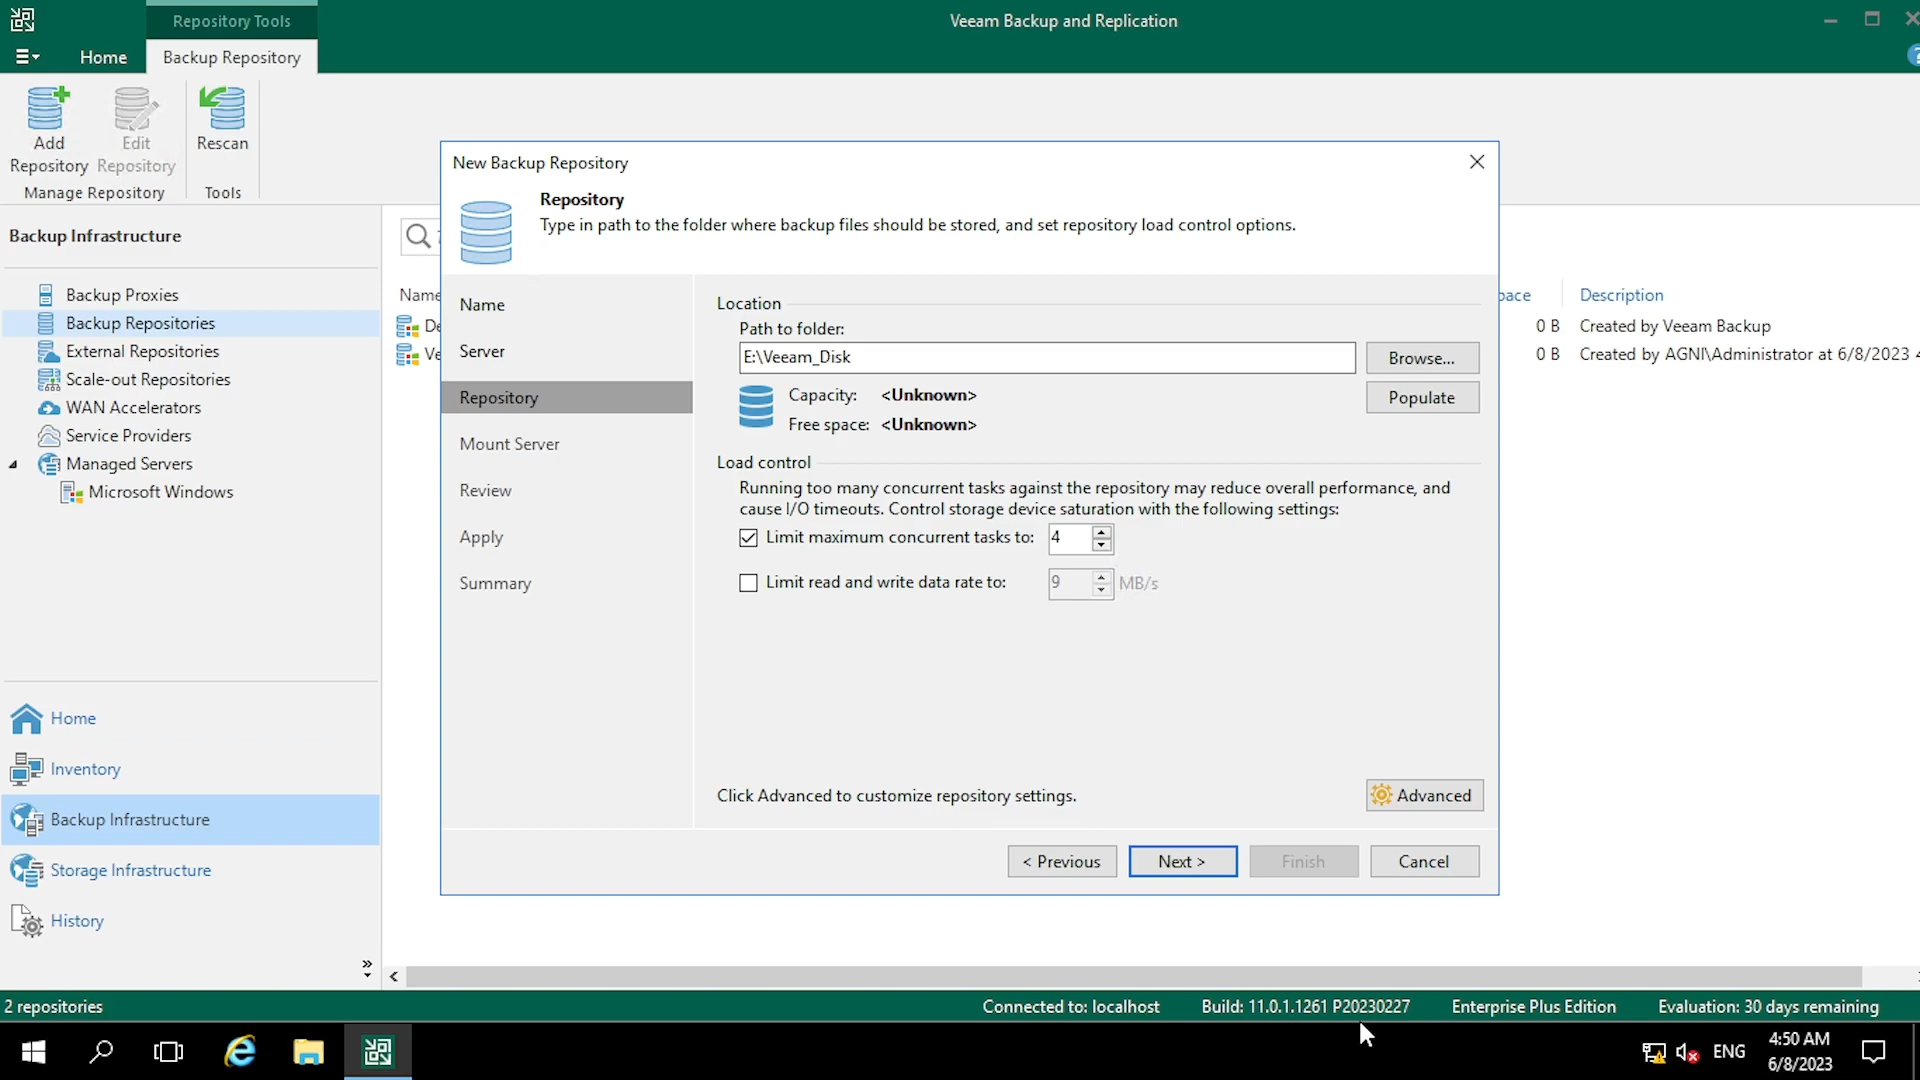 Repository Tools
Veeam Backup and Replication
Home
Backup Repository
Add Repository
Edit Repository
Rescan
Manage Repository
Tools
Backup Infrastructure
Backup Proxies
Backup Repositories
External Repositories
Scale-out Repositories
WAN Accelerators
Service Providers
Managed Servers
Microsoft Windows
Home
Inventory
Backup Infrastructure
Storage Infrastructure
History
Name
De
Ve
pace
Description
0 B
Created by Veeam Backup
0 B
Created by AGNI\Administrator at 6/8/2023 4
New Backup Repository
Repository
Type in path to the folder where backup files should be stored, and set repository load control options.
Name
Server
Repository
Mount Server
Review
Apply
Summary
Location
Path to folder:
E:\Veeam_Disk
Browse...
Capacity: <Unknown>
Populate
Free space: <Unknown>
Load control
Running too many concurrent tasks against the repository may reduce overall performance, and
cause I/O timeouts. Control storage device saturation with the following settings:
Limit maximum concurrent tasks to: 4
Limit read and write data rate to: 9 MB/s
Click Advanced to customize repository settings.
Advanced
< Previous
Next >
Finish
Cancel
2 repositories
Connected to: localhost
Build: 11.0.1.1261 P20230227
Enterprise Plus Edition
Evaluation: 30 days remaining
ENG
4:50 AM
6/8/2023